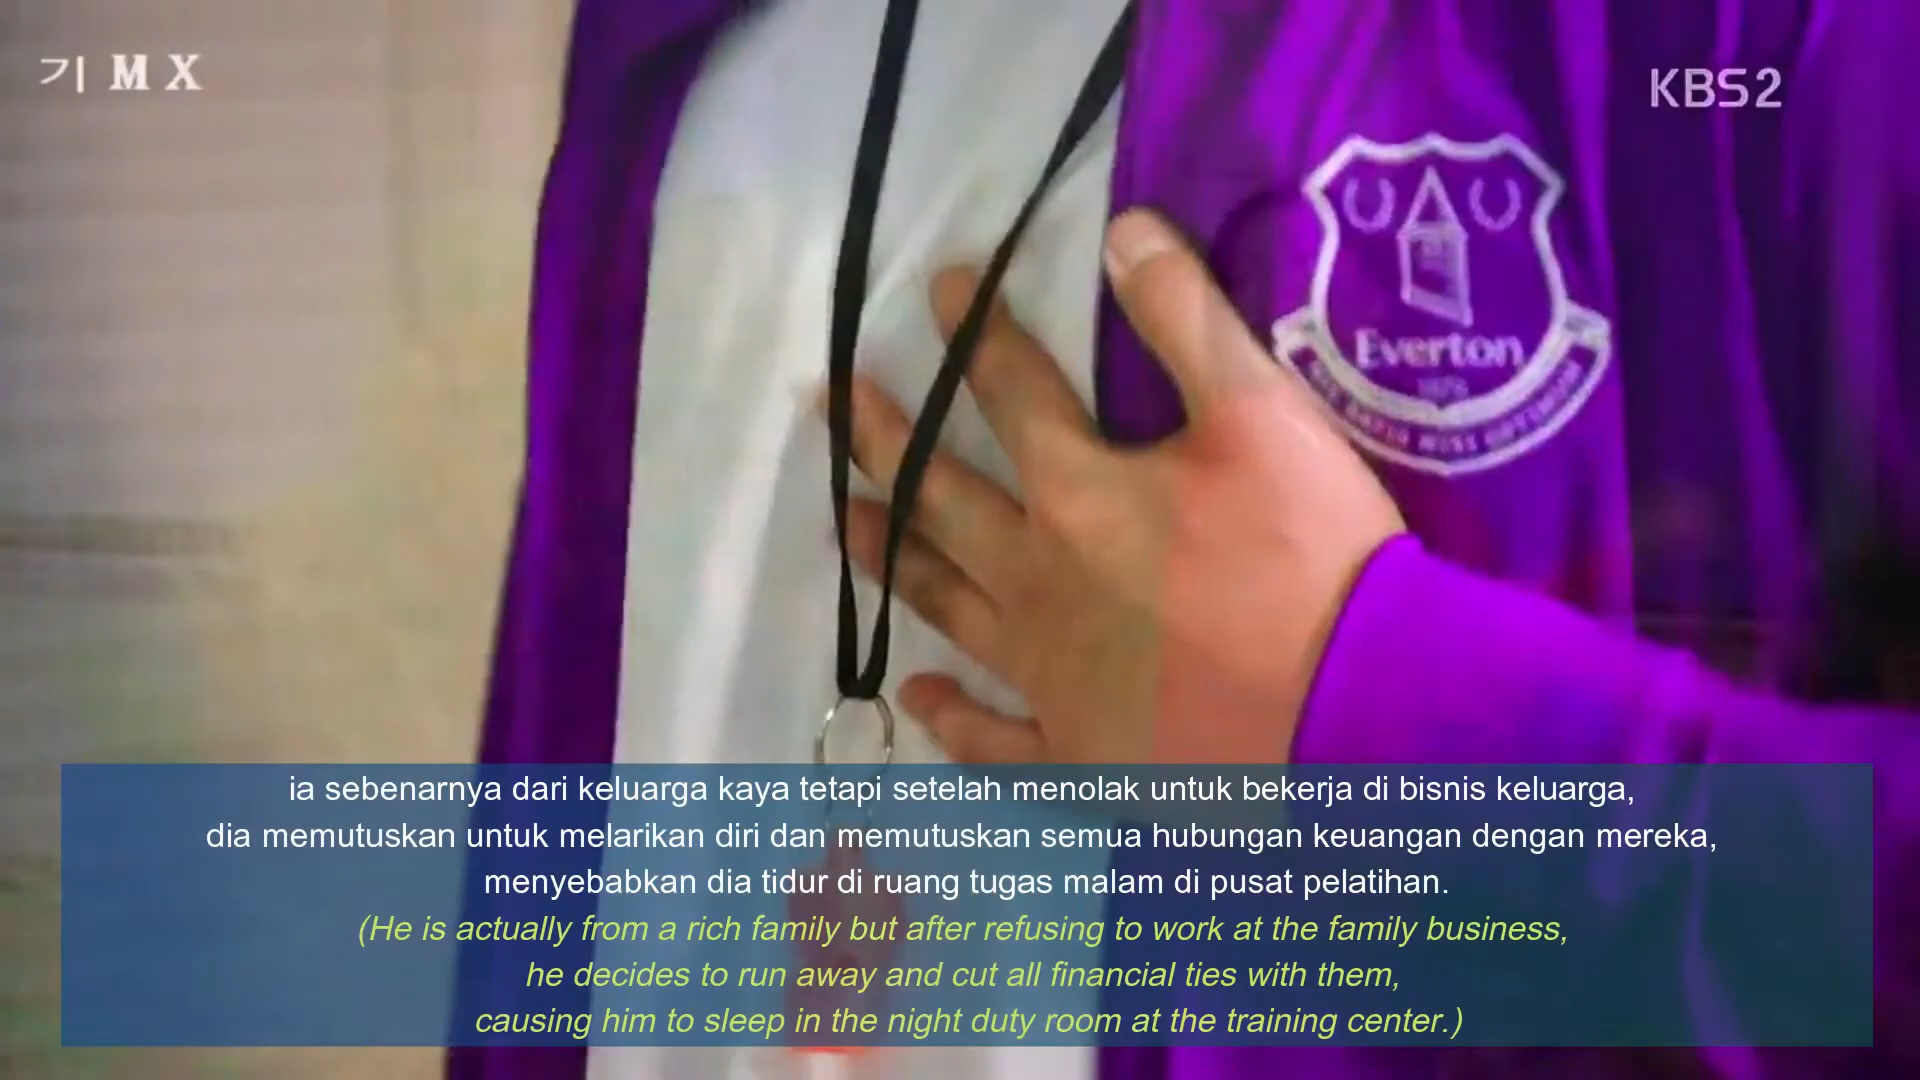 기 M X
KBS2
Everton
ia sebenarnya dari keluarga kaya tetapi setelah menolak untuk bekerja di bisnis keluarga,
dia memutuskan untuk melarikan diri dan memutuskan semua hubungan keuangan dengan mereka,
menyebabkan dia tidur di ruang tugas malam di pusat pelatihan.
(He is actually from a rich family but after refusing to work at the family business,
he decides to run away and cut all financial ties with them,
causing him to sleep in the night duty room at the training center.)